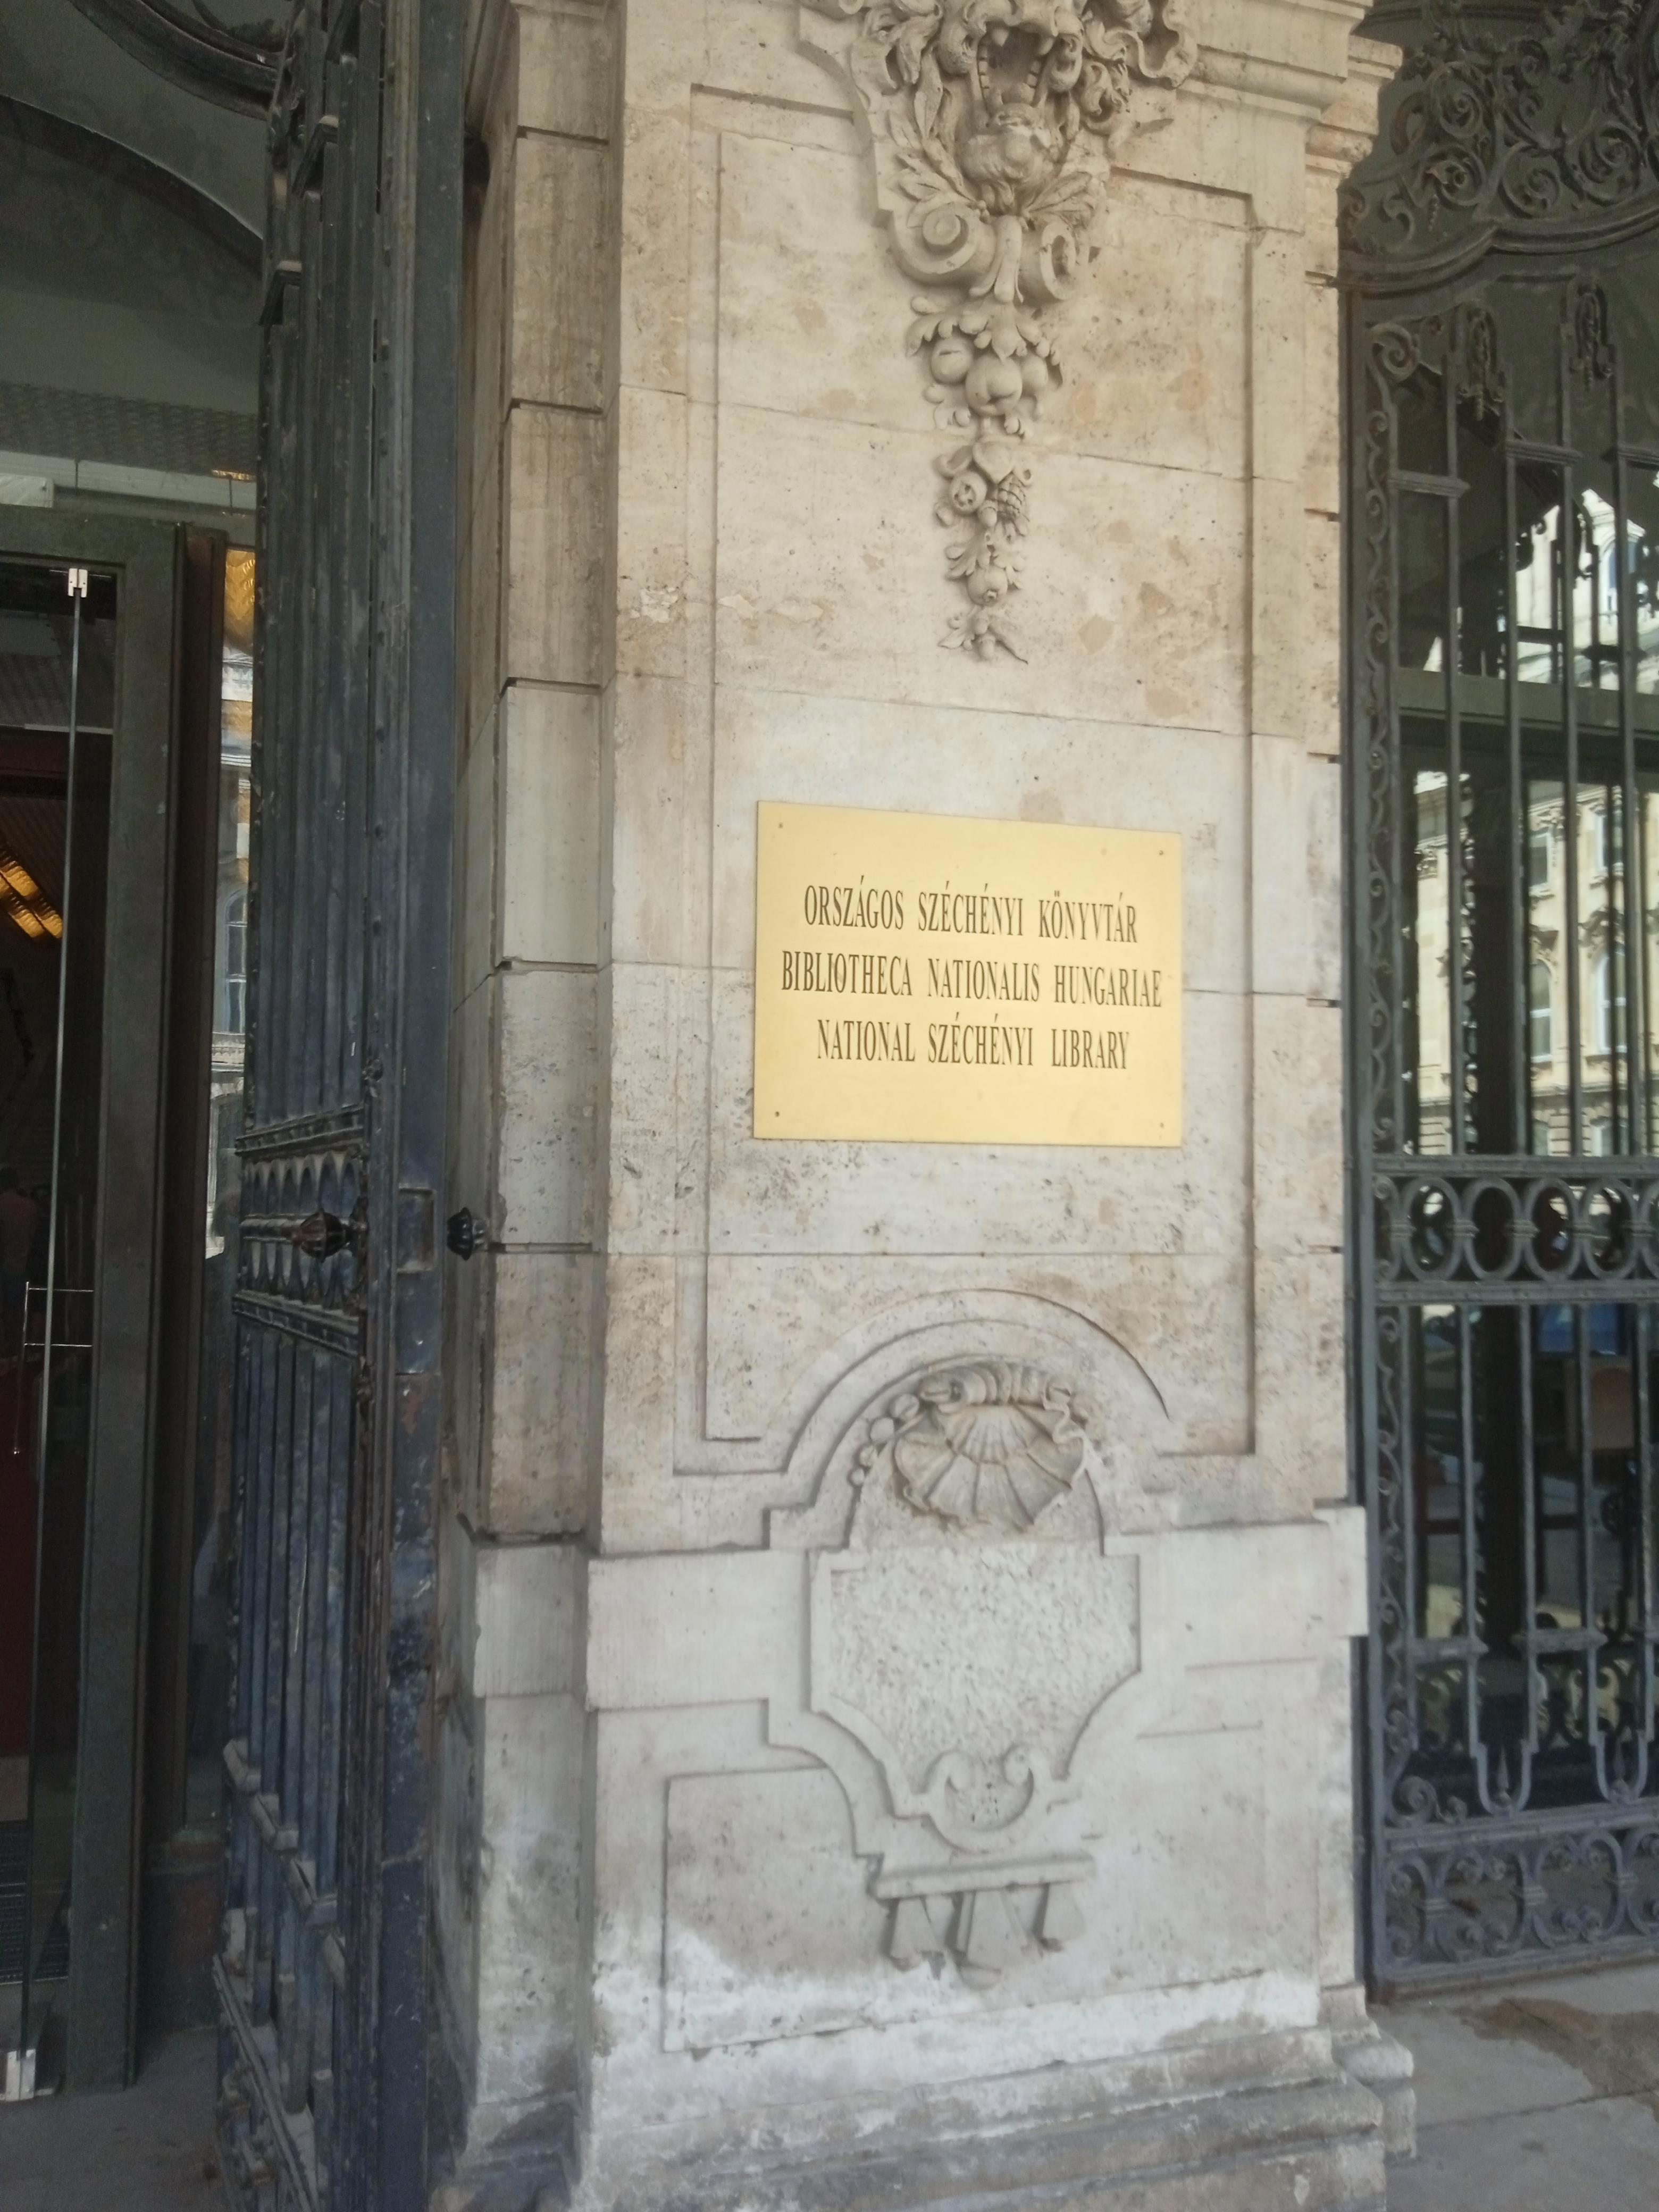 ORSZÁGOS SZÉCHÉNYI KÖNYVTÁR
BIBLIOTHECA NATIONALIS HUNGARIAE
NATIONAL SZÉCHÉNYI LIBRARY